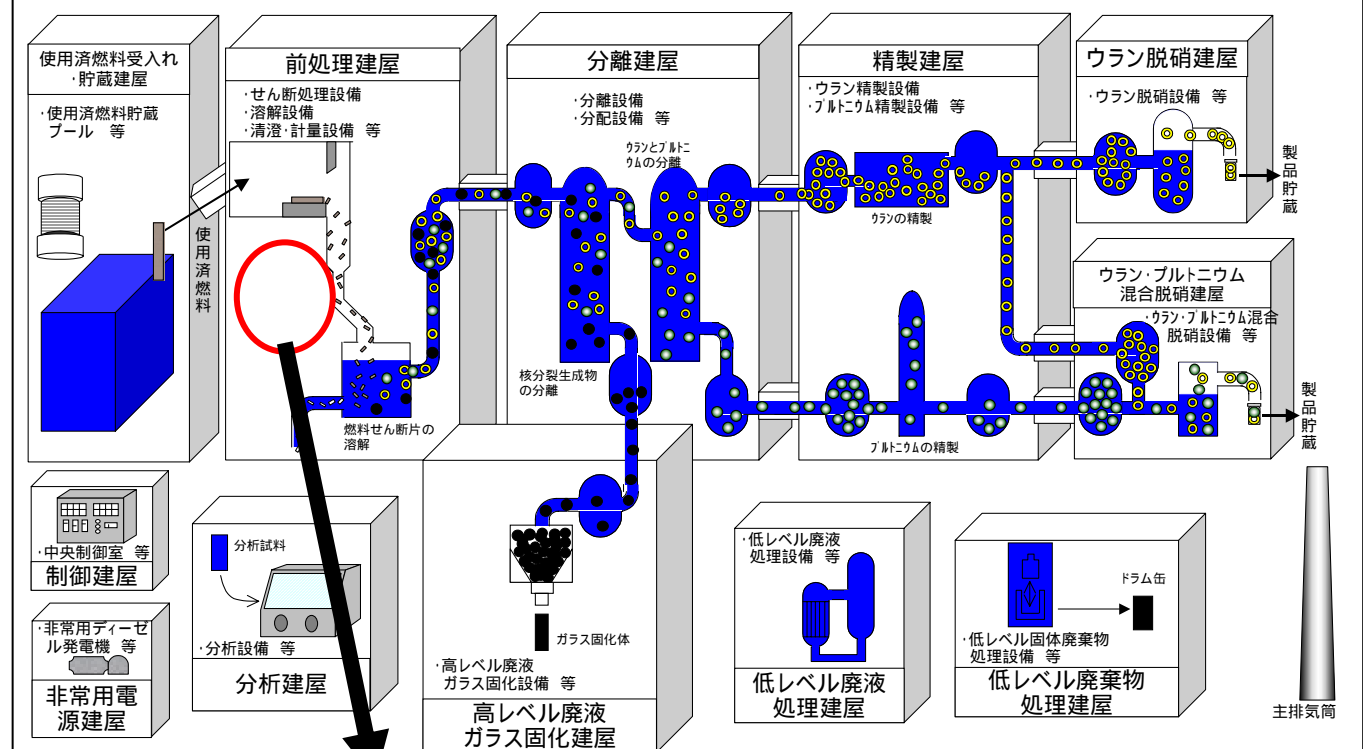 使用済燃料受入れ
・貯蔵建屋
・使用済燃料貯蔵
プール 等
使用済燃料
前処理建屋
・せん断処理設備
・溶解設備
・清澄・計量設備 等
燃料せん断片の
溶解
分離建屋
・分離設備
・分配設備 等
ウランとプルトニ
ウムの分離
核分裂生成物
の分離
精製建屋
・ウラン精製設備
・プルトニウム精製設備 等
ウランの精製
プルトニウムの精製
ウラン脱硝建屋
・ウラン脱硝設備 等
製品貯蔵
ウラン・プルトニウム
混合脱硝建屋
・ウラン・プルトニウム混合
脱硝設備 等
製品貯蔵
・中央制御室 等
制御建屋
・非常用ディーゼ
ル発電機 等
非常用電
源建屋
分析試料
・分析設備 等
分析建屋
ガラス固化体
・高レベル廃液
ガラス固化設備 等
高レベル廃液
ガラス固化建屋
・低レベル廃液
処理設備 等
低レベル廃液
処理建屋
ドラム缶
・低レベル固体廃棄物
処理設備 等
低レベル廃棄物
処理建屋
主排気筒